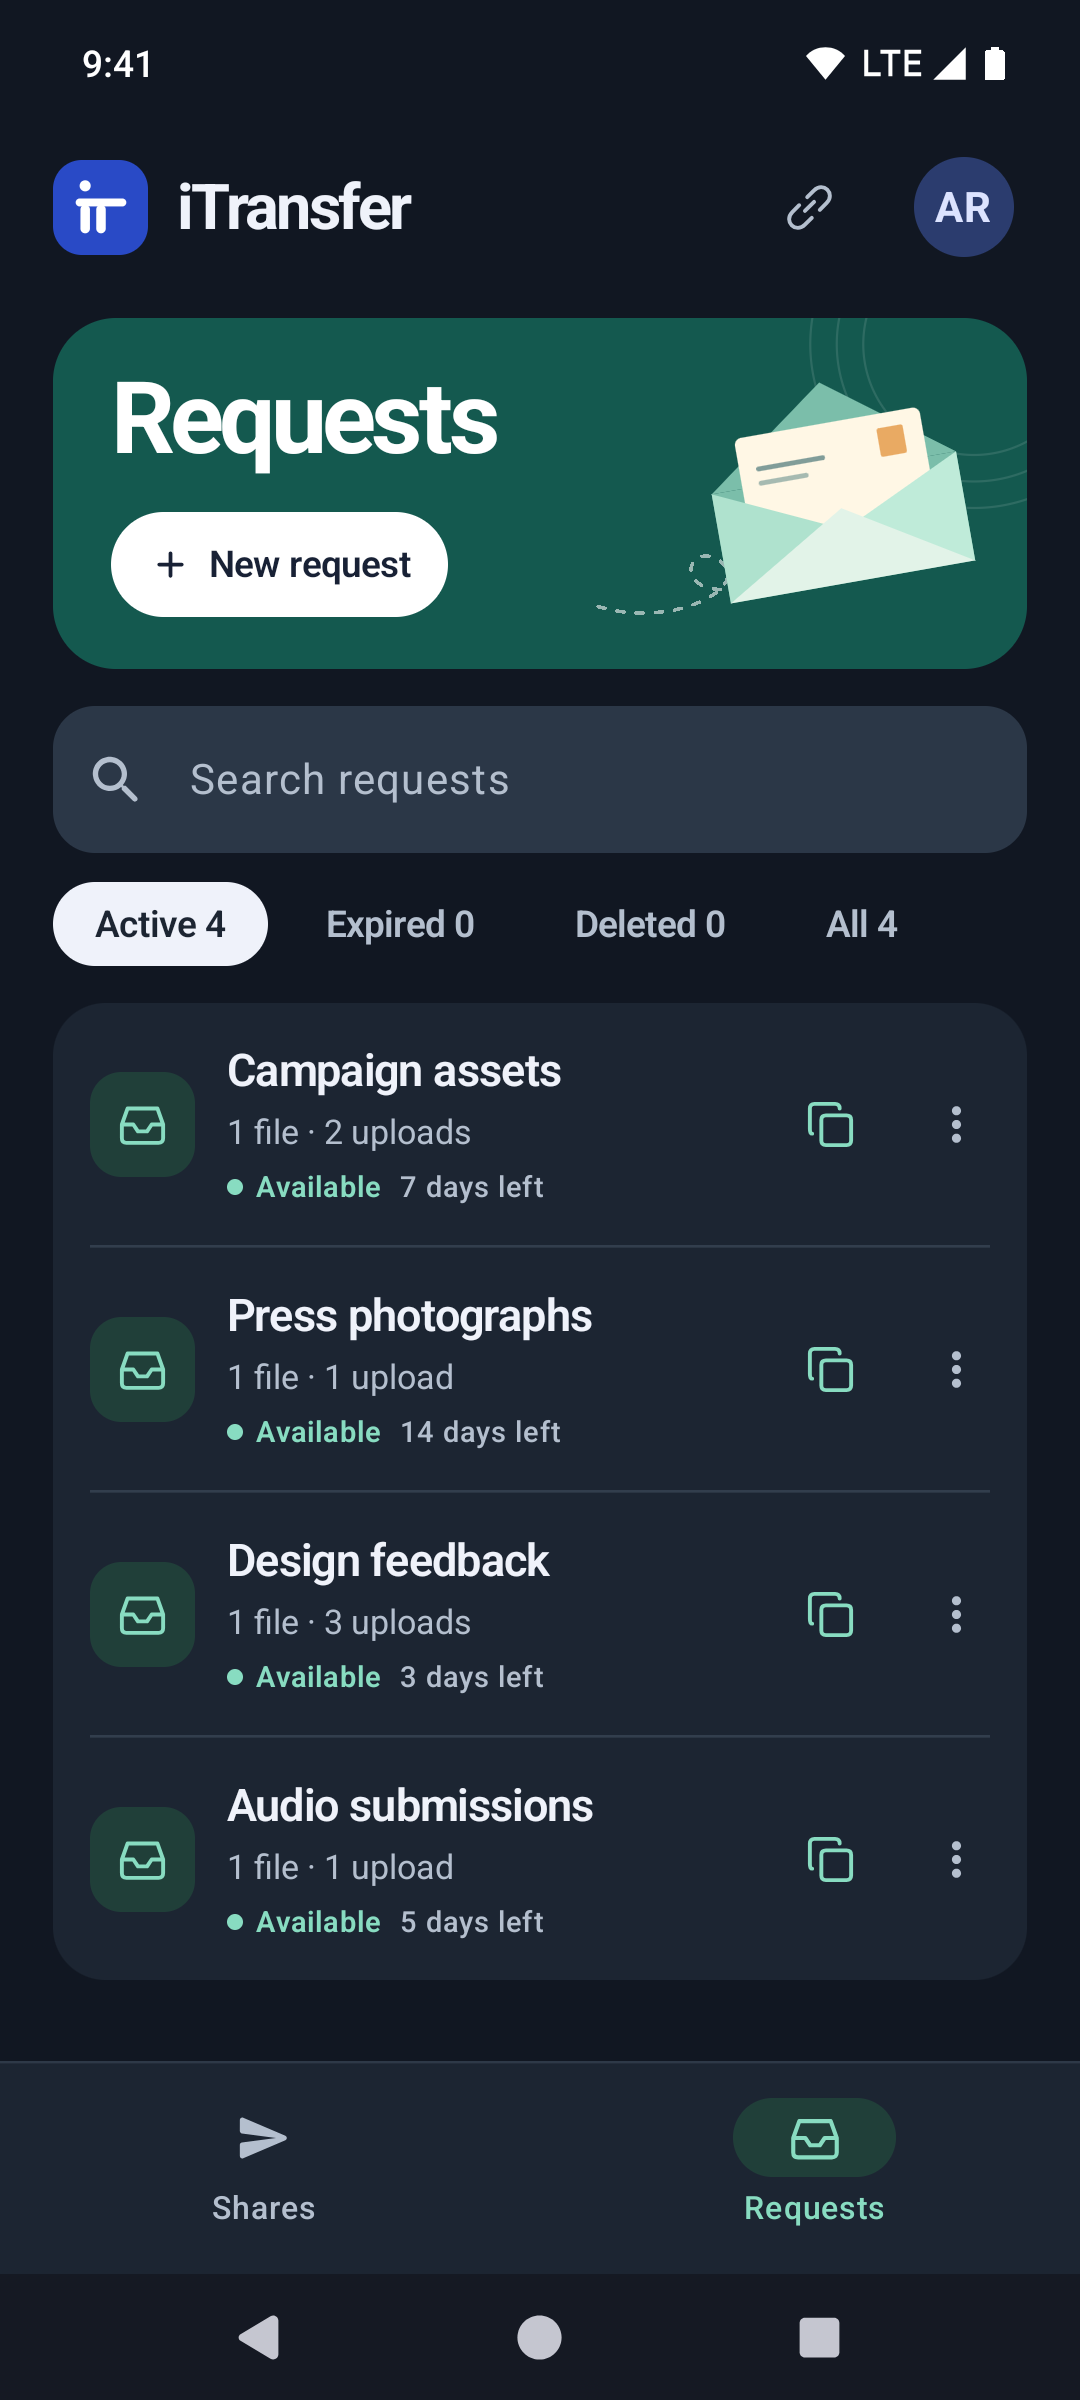 9:41
LTE
iTransfer
AR
Requests
New request
Search requests
Active 4
Expired 0
Deleted 0
All 4
Campaign assets
1 file · 2 uploads
Available 7 days left
Press photographs
1 file · 1 upload
Available 14 days left
Design feedback
1 file · 3 uploads
Available 3 days left
Audio submissions
1 file · 1 upload
Available 5 days left
Shares
Requests